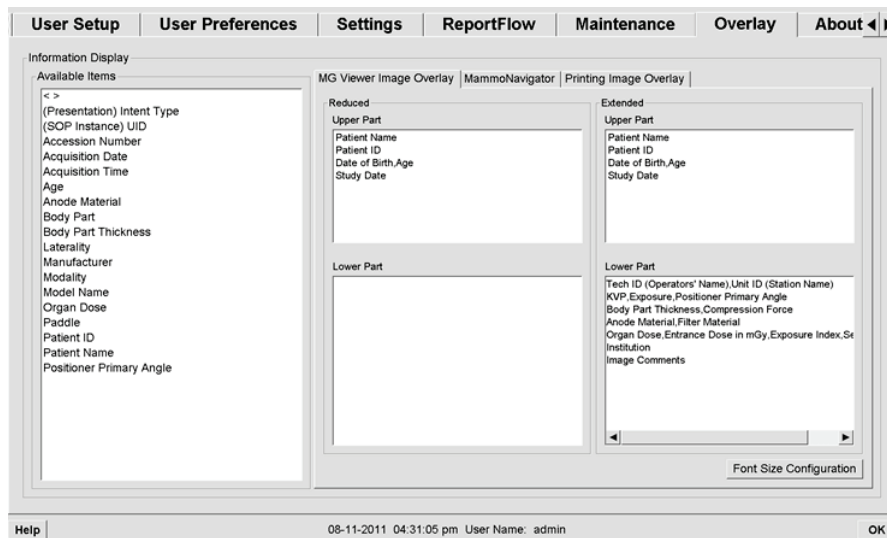 User Setup User Preferences Settings ReportFlow Maintenance Overlay About
Information Display
Available Items
< >
(Presentation) Intent Type
(SOP Instance) UID
Accession Number
Acquisition Date
Acquisition Time
Age
Anode Material
Body Part
Body Part Thickness
Laterality
Manufacturer
Modality
Model Name
Organ Dose
Paddle
Patient ID
Patient Name
Positioner Primary Angle
MG Viewer Image Overlay MammoNavigator Printing Image Overlay
Reduced
Upper Part
Patient Name
Patient ID
Date of Birth,Age
Study Date
Lower Part
Extended
Upper Part
Patient Name
Patient ID
Date of Birth,Age
Study Date
Lower Part
Tech ID (Operators' Name),Unit ID (Station Name)
KVP,Exposure,Positioner Primary Angle
Body Part Thickness,Compression Force
Anode Material,Filter Material
Organ Dose,Entrance Dose in mGy,Exposure Index,Se
Institution
Image Comments
Font Size Configuration
Help 08-11-2011 04:31:05 pm User Name: admin OK